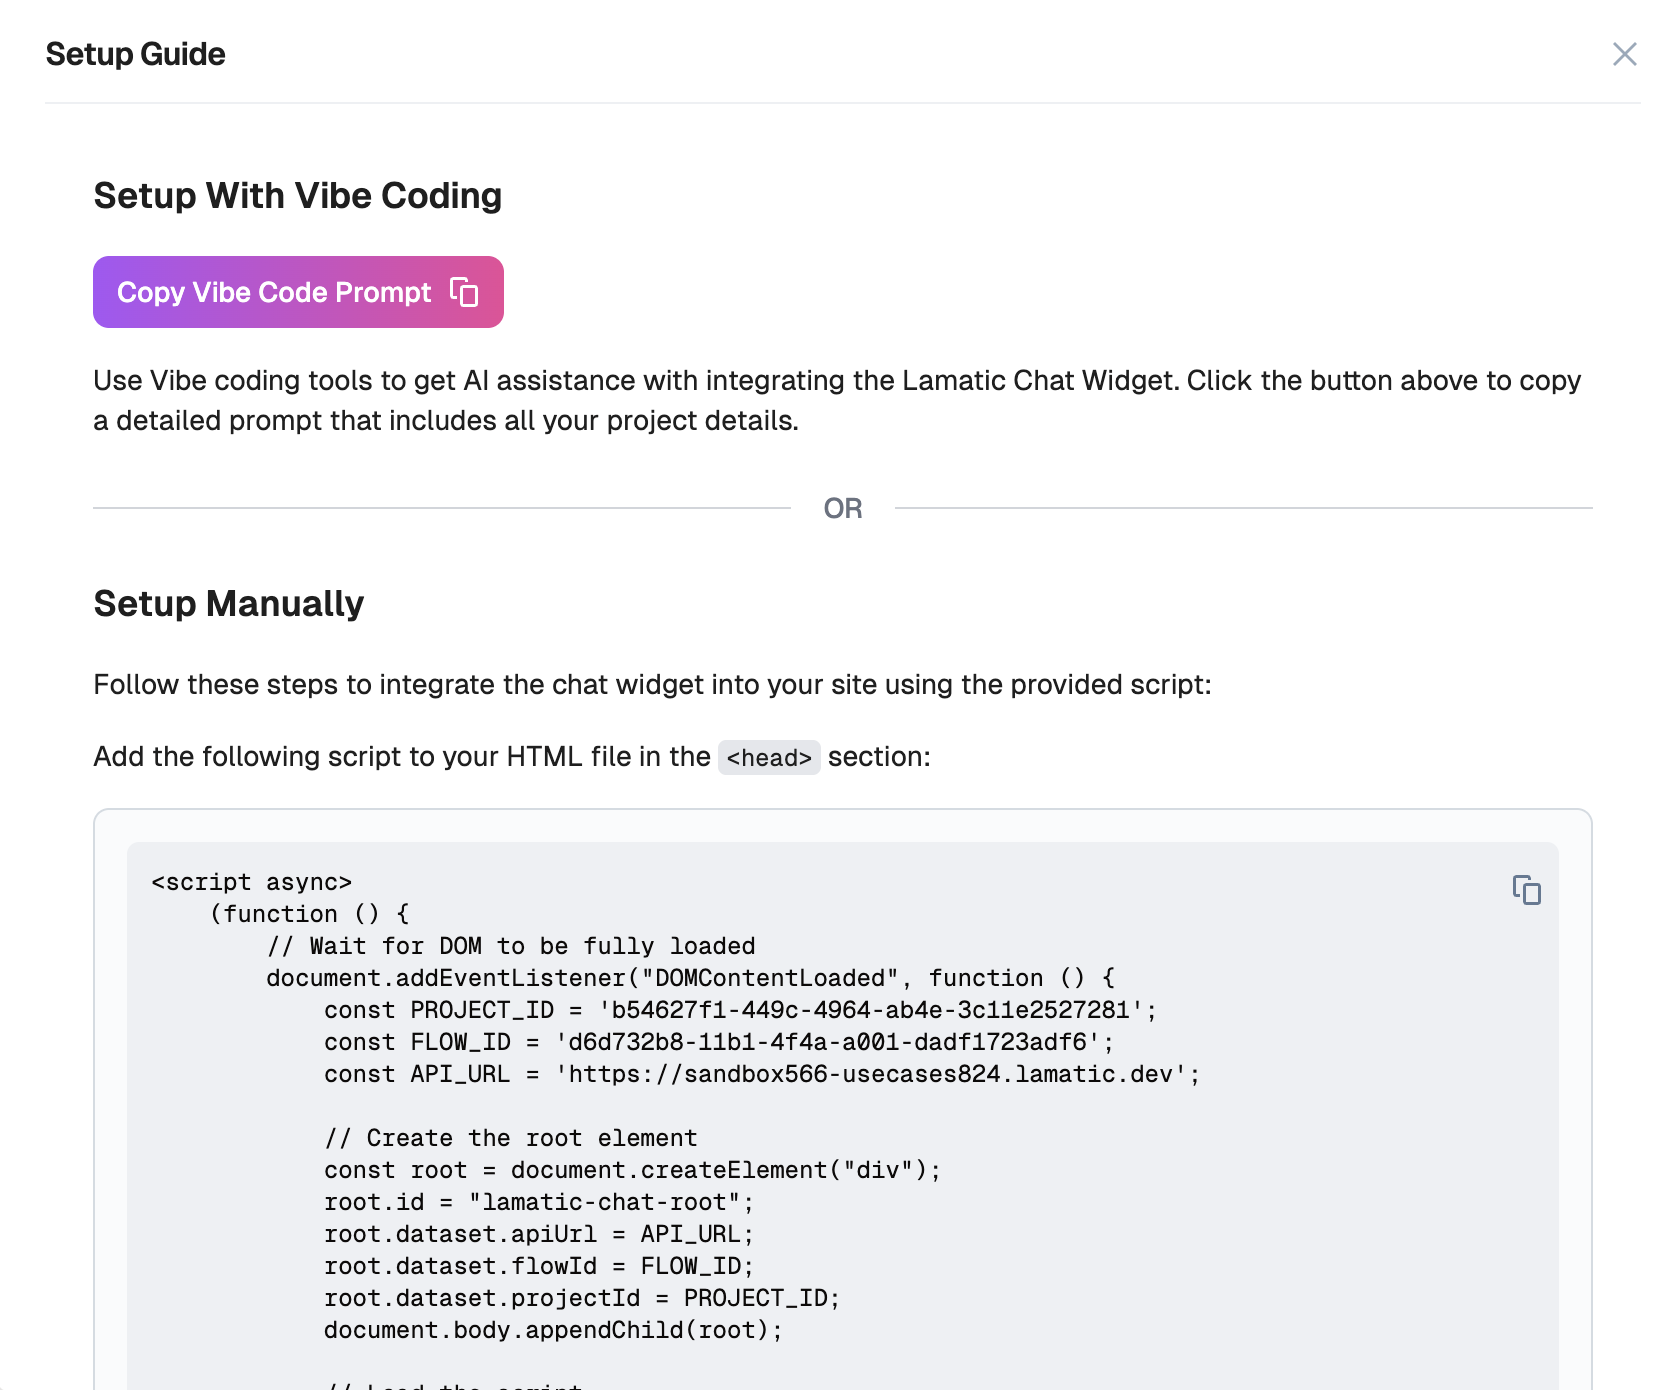 Setup Guide
Setup With Vibe Coding
Copy Vibe Code Prompt
Use Vibe coding tools to get AI assistance with integrating the Lamatic Chat Widget. Click the button above to copy
a detailed prompt that includes all your project details.
OR
Setup Manually
Follow these steps to integrate the chat widget into your site using the provided script:
Add the following script to your HTML file in the <head> section:
<script async>
    (function () {
        // Wait for DOM to be fully loaded
        document.addEventListener("DOMContentLoaded", function () {
            const PROJECT_ID = 'b54627f1-449c-4964-ab4e-3c11e2527281';
            const FLOW_ID = 'd6d732b8-11b1-4f4a-a001-dadf1723adf6';
            const API_URL = 'https://sandbox566-usecases824.lamatic.dev';
            // Create the root element
            const root = document.createElement("div");
            root.id = "lamatic-chat-root";
            root.dataset.apiUrl = API_URL;
            root.dataset.flowId = FLOW_ID;
            root.dataset.projectId = PROJECT_ID;
            document.body.appendChild(root);